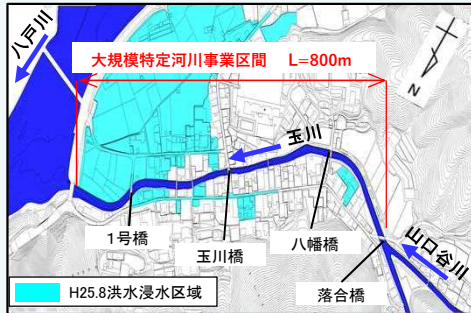 八戸川
大規模特定河川事業区間 L=800m
N
玉川
1号橋
玉川橋
八幡橋
山口谷川
落合橋
H25.8洪水浸水区域